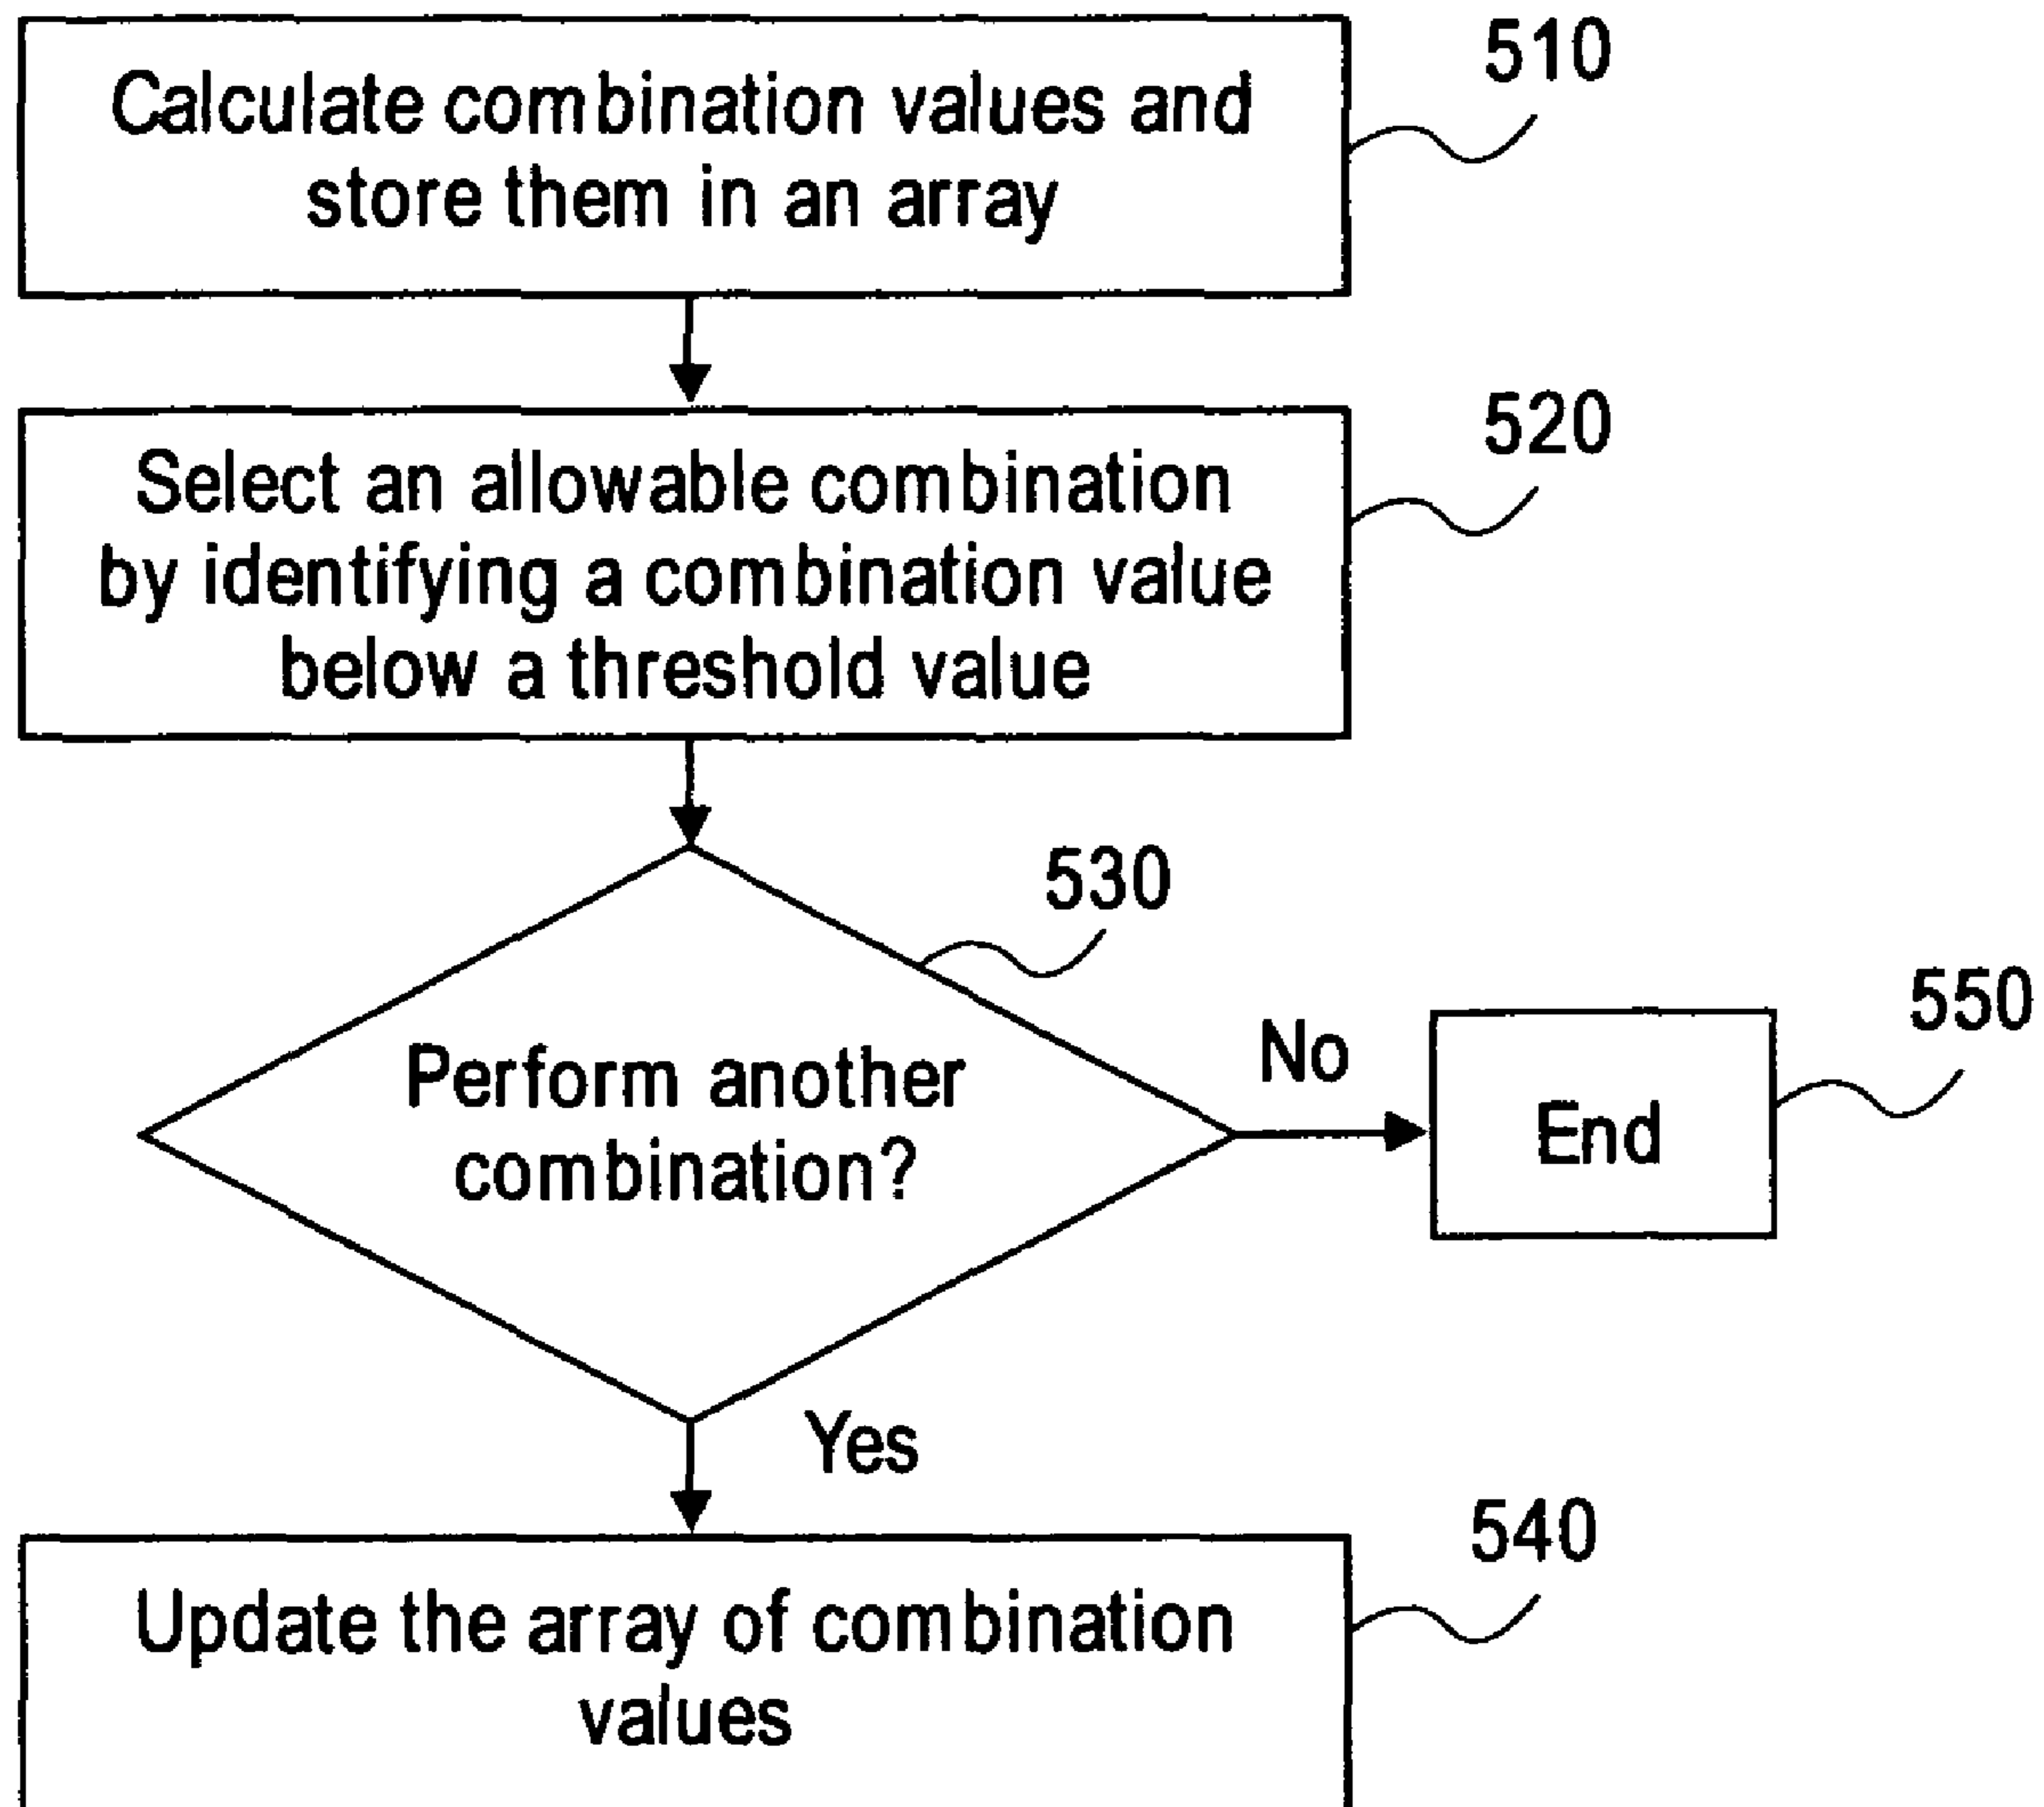 510
Calculate combination values and
store them in an array
520
Select an allowable combination
by identifying a combination value
below a threshold value
530
Perform another
combination?
No
550
End
Yes
540
Update the array of combination
values